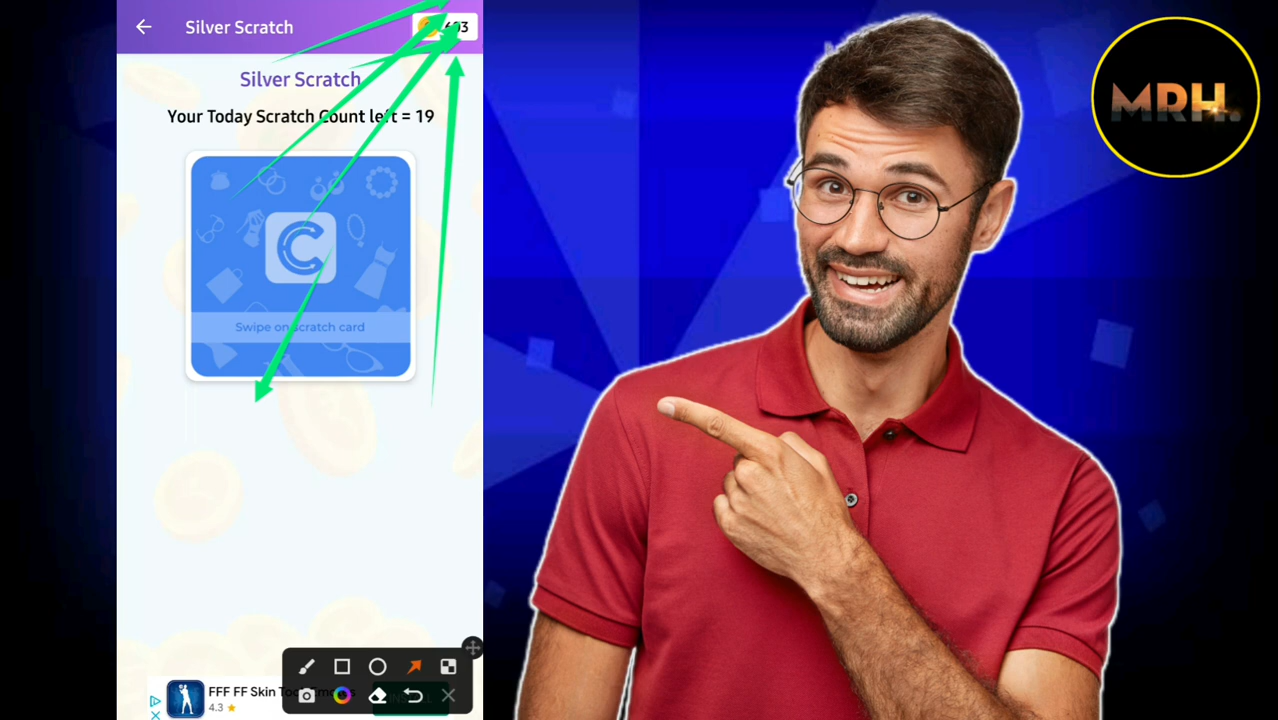 Silver Scratch
Silver Scratch
Your Today Scratch Count left = 19
C
Swipe on scratch card
FFF FF Skin
4.3
MRH.